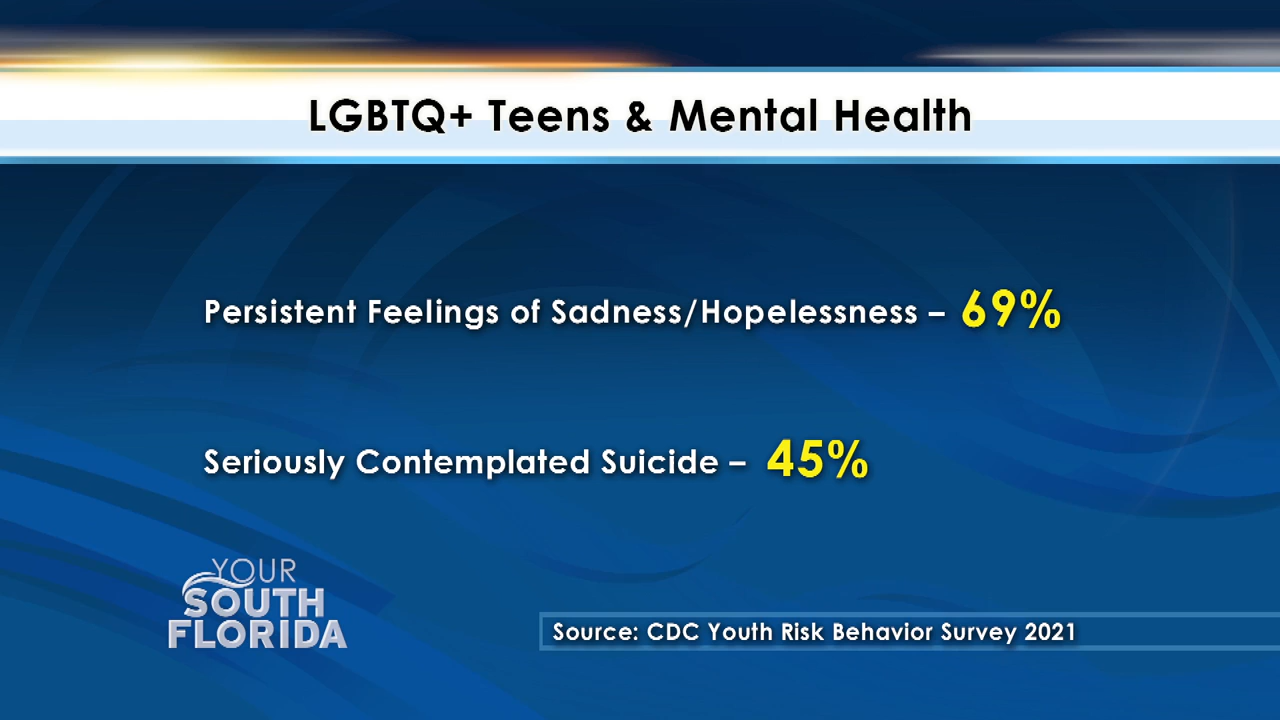 LGBTQ+ Teens & Mental Health
Persistent Feelings of Sadness/Hopelessness – 69%
Seriously Contemplated Suicide – 45%
YOUR
SOUTH
FLORIDA
Source: CDC Youth Risk Behavior Survey 2021